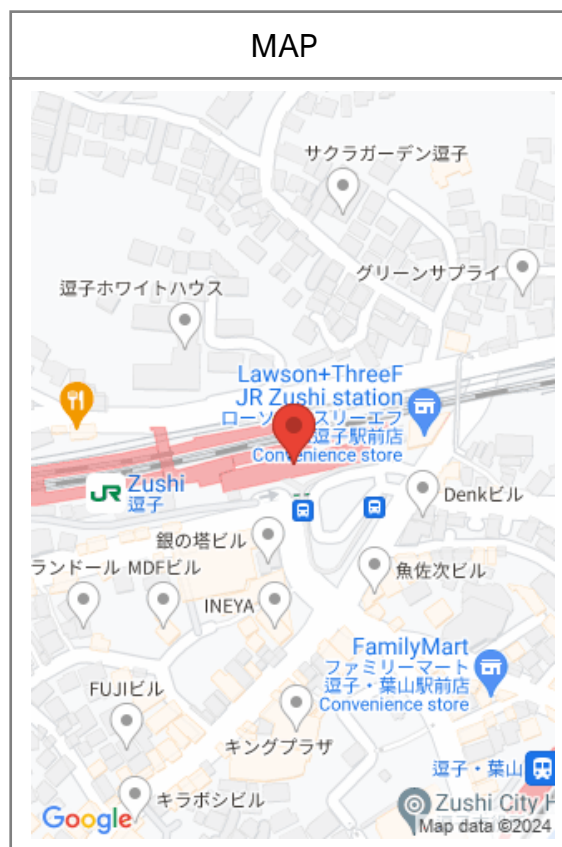 MAP
サクラガーデン逗子
グリーンサプライ
逗子ホワイトハウス
Lawson+ThreeF
JR Zushi station
ローソン スリーエフ
逗子駅前店
Convenience store
JR
Zushi
逗子
Denkビル
銀の塔ビル
ランドール MDFビル
魚佐次ビル
INEYA
FamilyMart
ファミリーマート
逗子・葉山駅前店
Convenience store
FUJIビル
キングプラザ
逗子・葉山
キラボシビル
Zushi City H
Google
Map data ©2024